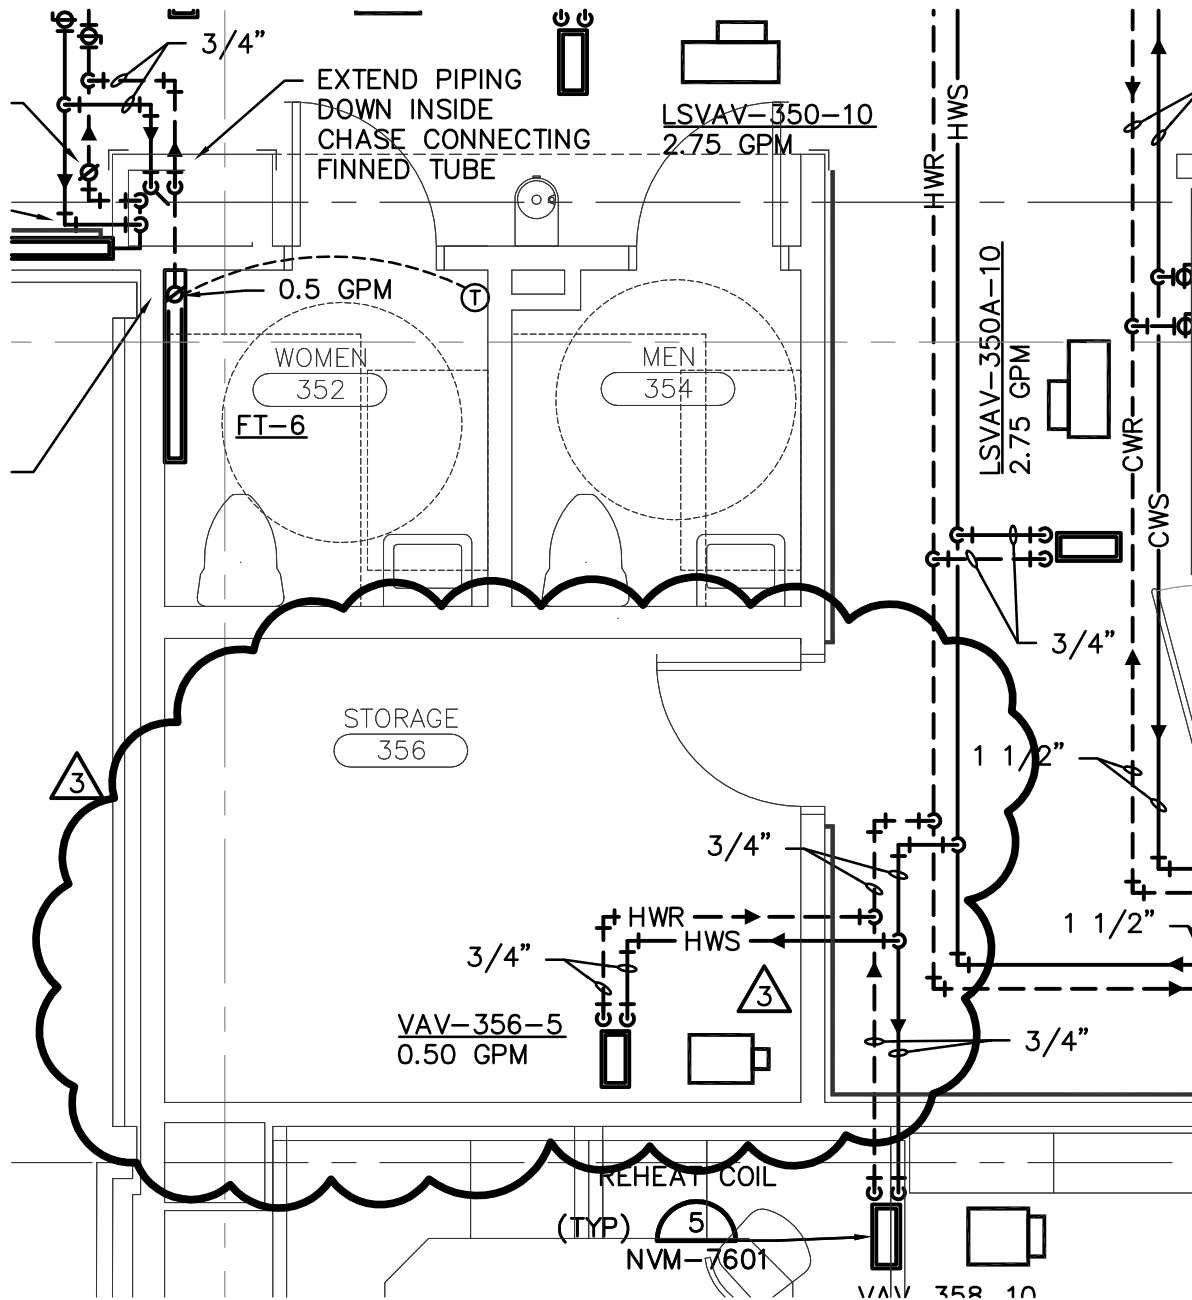 3/4"
EXTEND PIPING
DOWN INSIDE
CHASE CONNECTING
FINNED TUBE
LSVAV-350-10
2.75 GPM
HWR
HWS
0.5 GPM
T
WOMEN
352
FT-6
MEN
354
LSVAV-350A-10
2.75 GPM
CWR
CWS
3/4"
STORAGE
356
3
1 1/2"
3/4"
HWR
HWS
3/4"
1 1/2"
3
VAV-356-5
0.50 GPM
3/4"
REHEAT COIL
(TYP)
5
NVM-7601
VAV 358 10